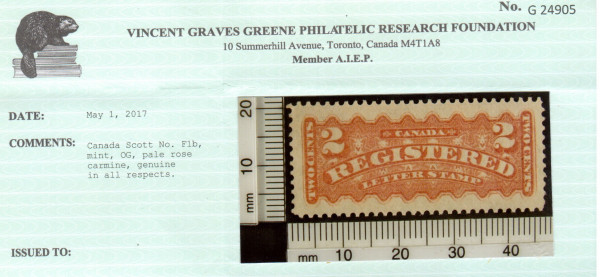 No. G 24905
VINCENT GRAVES GREENE PHILATELIC RESEARCH FOUNDATION
10 Summerhill Avenue, Toronto, Canada M4T1A8
Member A.I.E.P.
DATE: May 1, 2017
COMMENTS: Canada Scott No. F1b,
mint, OG, pale rose
carmine, genuine
in all respects.
ISSUED TO:
20
10
mm
2 CANADA 2
REGISTERED
LETTER STAMP
TWO CENTS
TWO CENTS
mm 10 20 30 40